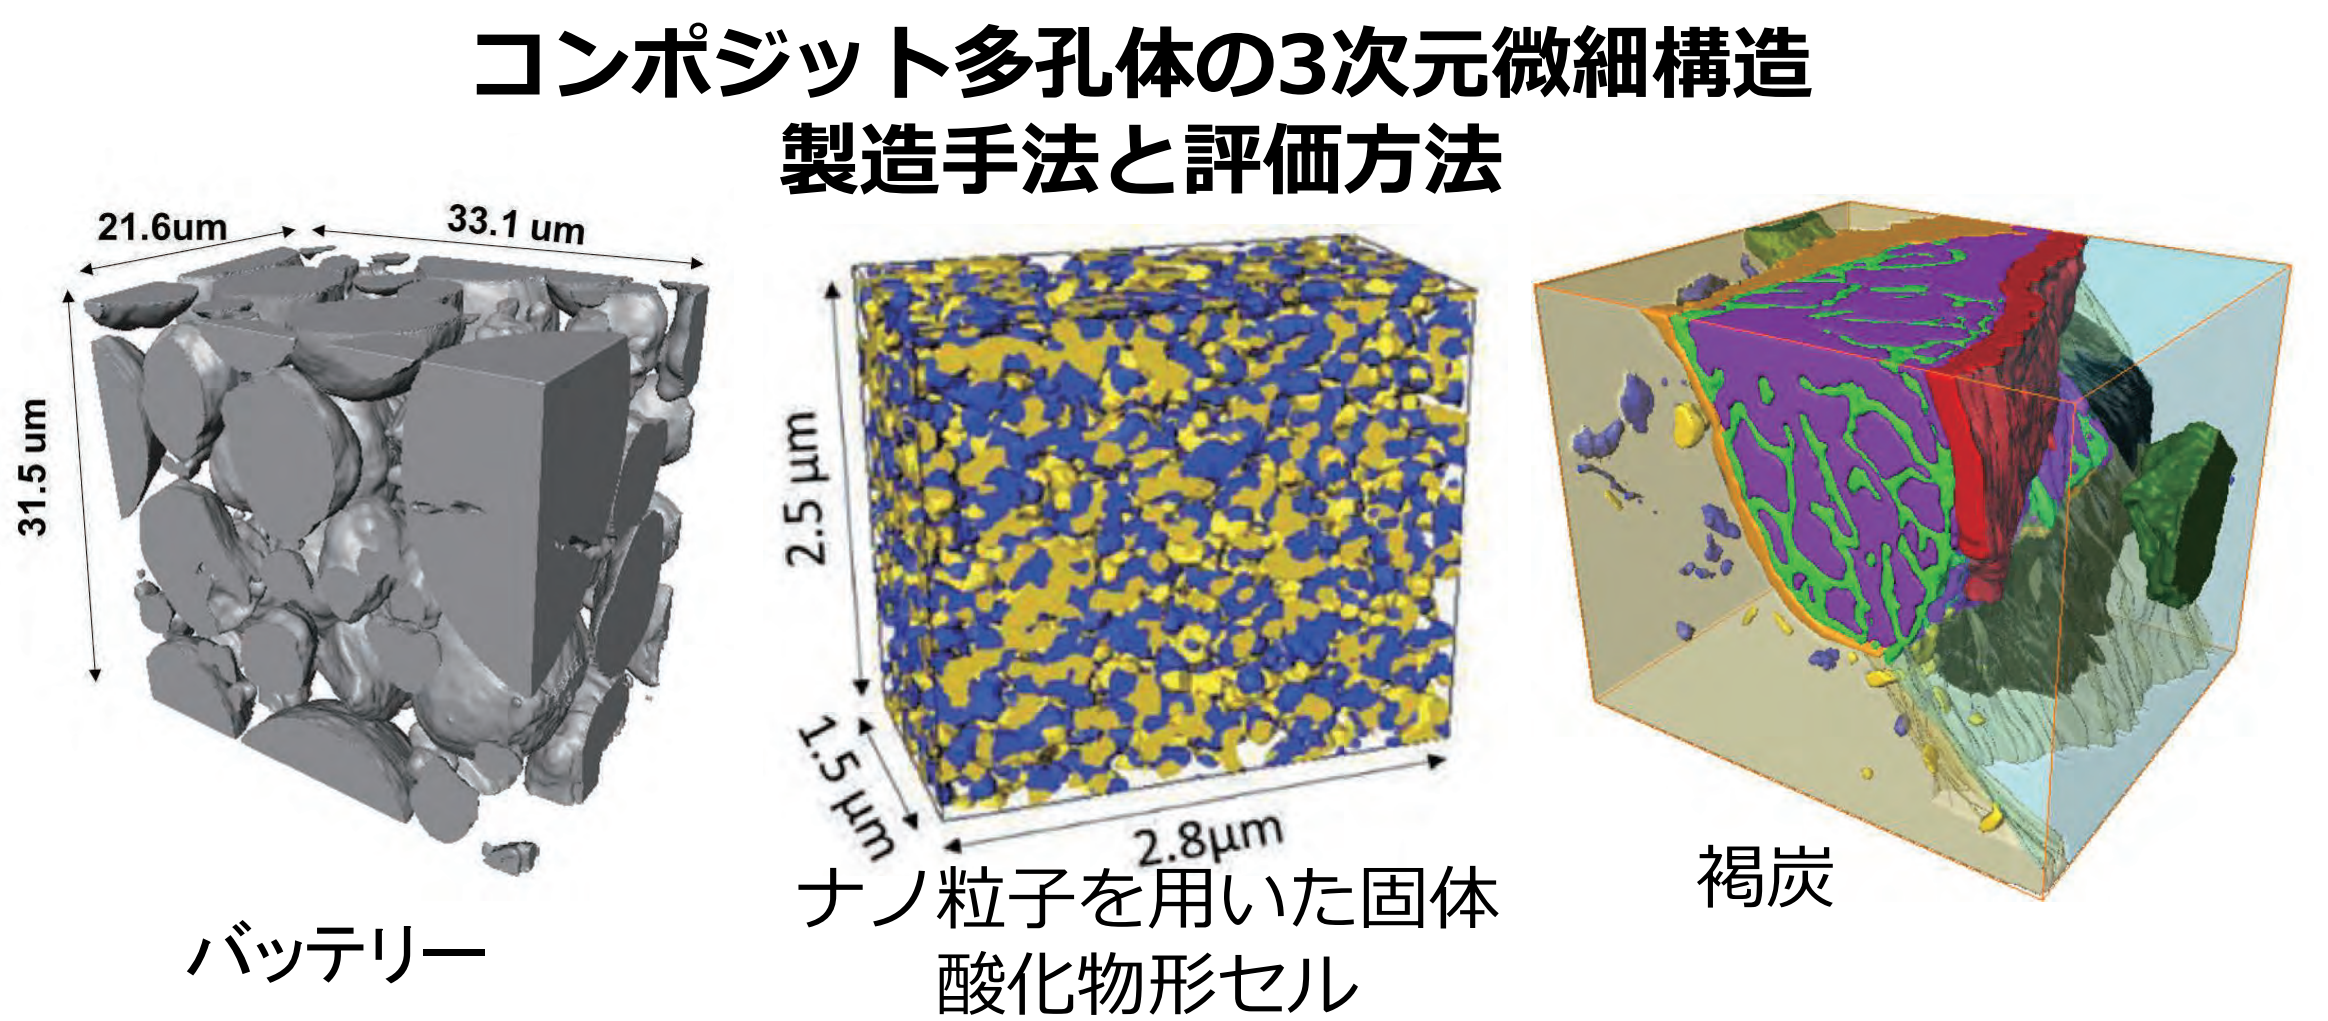 コンポジット多孔体の3次元微細構造
製造手法と評価方法
21.6um
33.1 um
31.5 um
バッテリー
2.5 μm
1.5 μm
2.8μm
ナノ粒子を用いた固体
酸化物形セル
褐炭